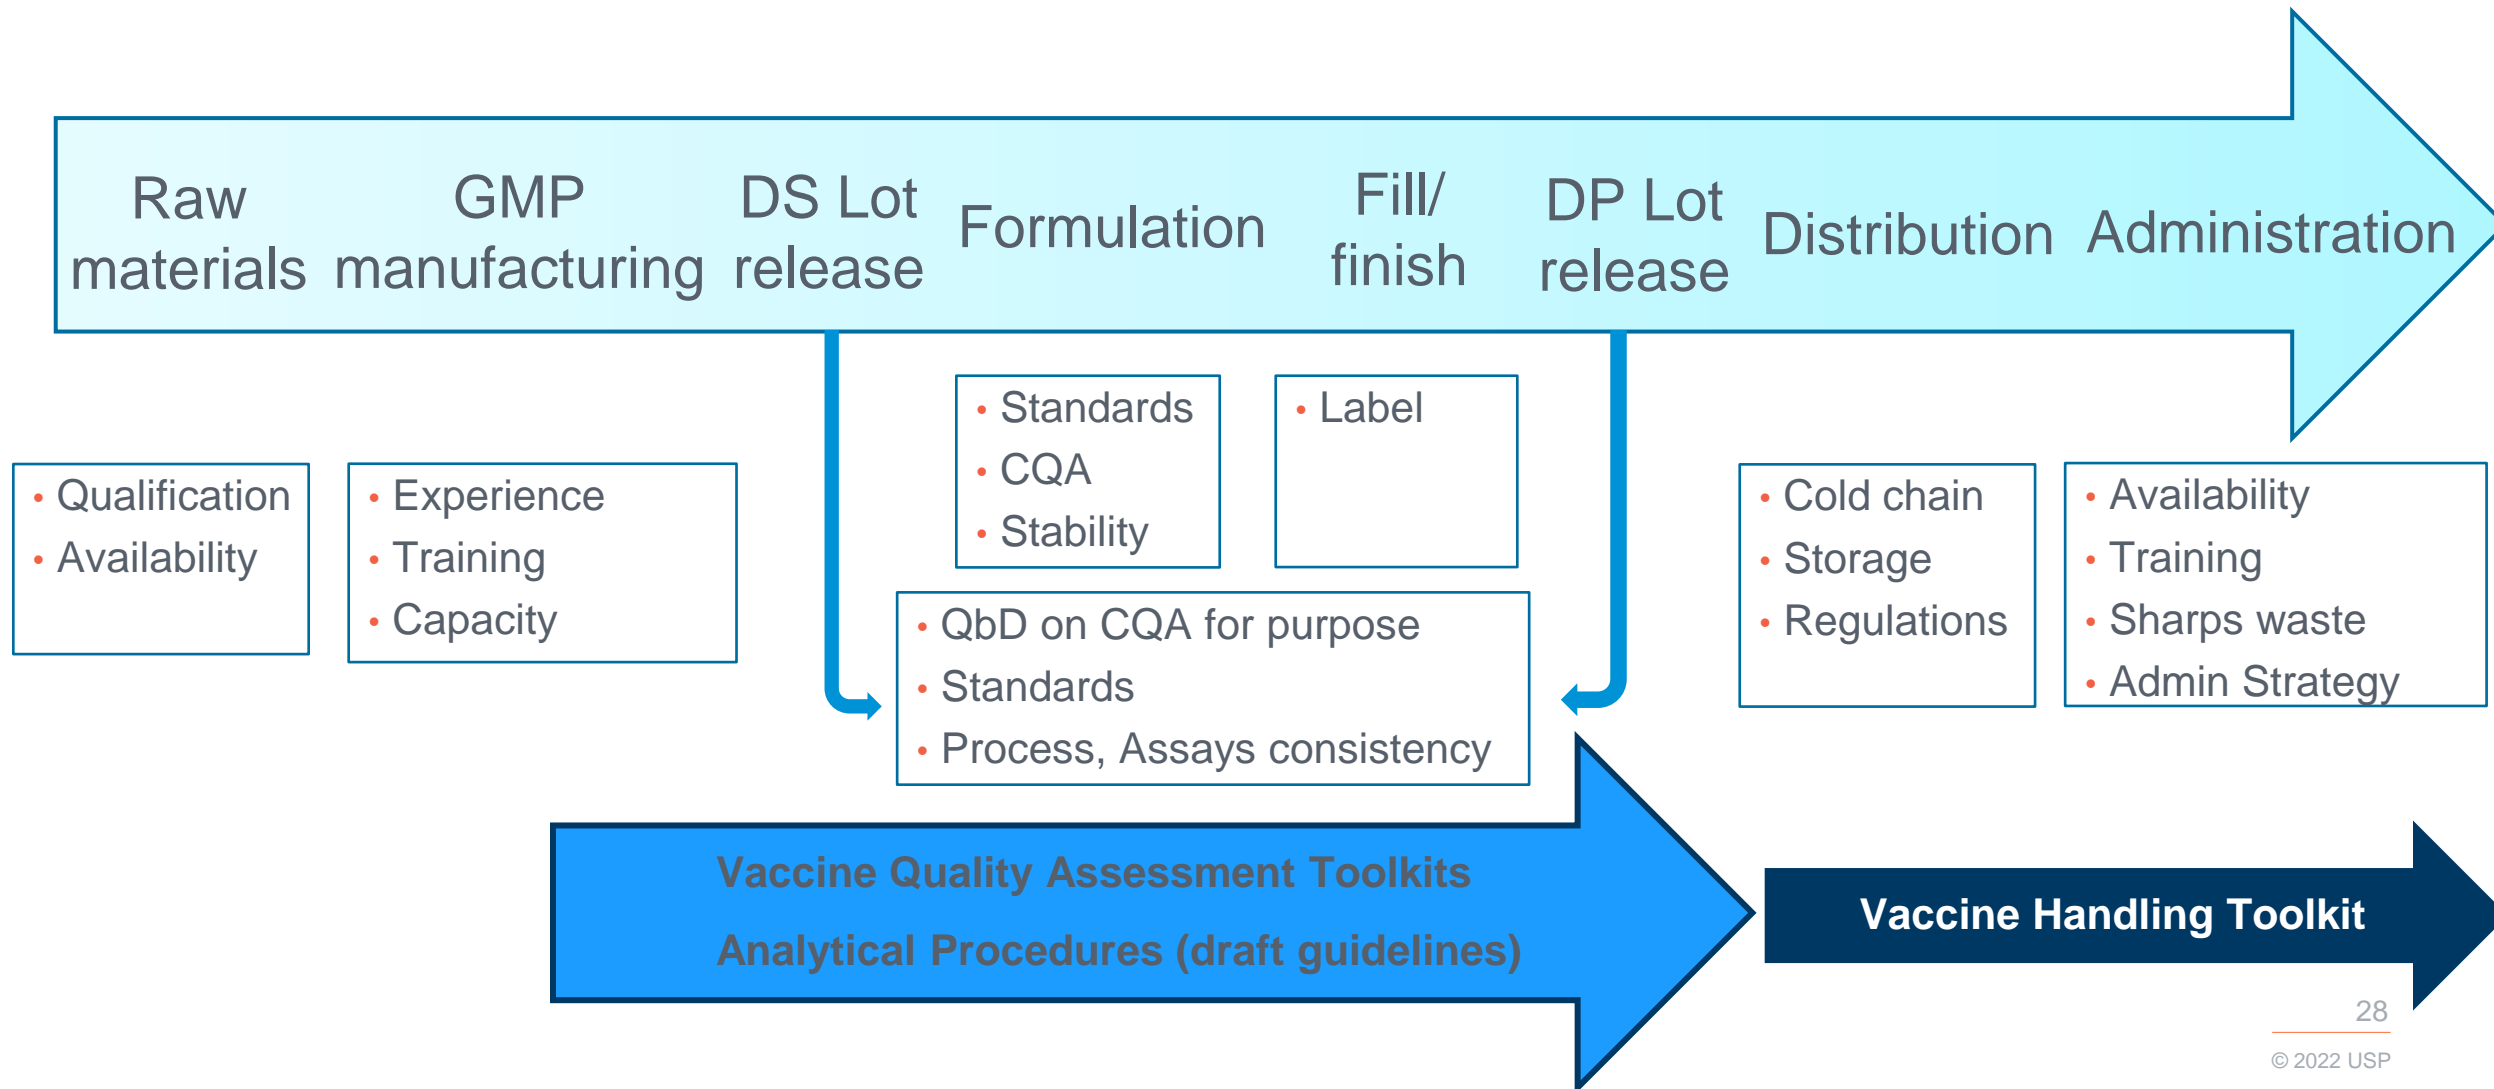 Raw
materials
GMP
manufacturing
DS Lot
release
Formulation
Fill/
finish
DP Lot
release
Distribution
Administration
• Qualification
• Availability
• Experience
• Training
• Capacity
• Standards
• CQA
• Stability
• Label
• QbD on CQA for purpose
• Standards
• Process, Assays consistency
• Cold chain
• Storage
• Regulations
• Availability
• Training
• Sharps waste
• Admin Strategy
Vaccine Quality Assessment Toolkits
Analytical Procedures (draft guidelines)
Vaccine Handling Toolkit
28
© 2022 USP